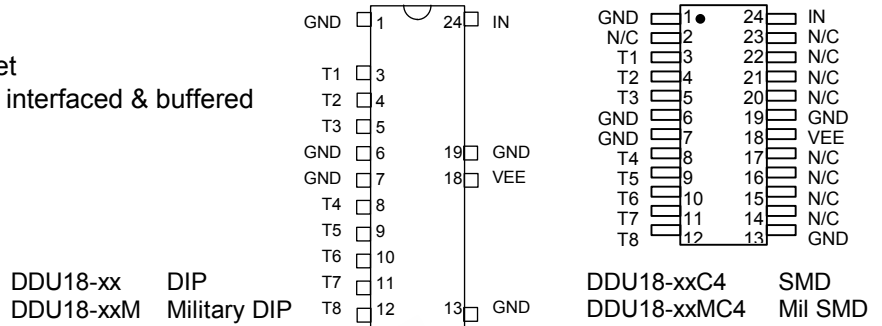 et
interfaced & buffered
GND 1 24 IN
T1 3
T2 4
T3 5
GND 6 19 GND
GND 7 18 VEE
T4 8
T5 9
T6 10
T7 11
T8 12 13 GND
DDU18-xx DIP
DDU18-xxM Military DIP
GND 1 24 IN
N/C 2 23 N/C
T1 3 22 N/C
T2 4 21 N/C
T3 5 20 N/C
GND 6 19 GND
GND 7 18 VEE
T4 8 17 N/C
T5 9 16 N/C
T6 10 15 N/C
T7 11 14 N/C
T8 12 13 GND
DDU18-xxC4 SMD
DDU18-xxMC4 Mil SMD